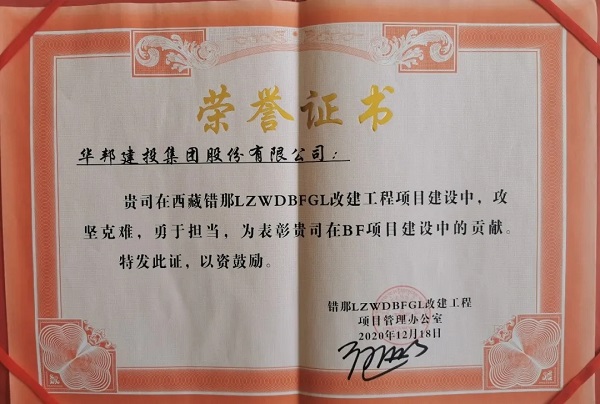 荣誉证书
华邦建投集团股份有限公司：
贵司在西藏错那LZWDBFGL改建工程项目建设中，攻
坚克难，勇于担当，为表彰贵司在BF项目建设中的贡献。
特发此证，以资鼓励。
错那LZWDBFGL改建工程
项目管理办公室
2020年12月18日